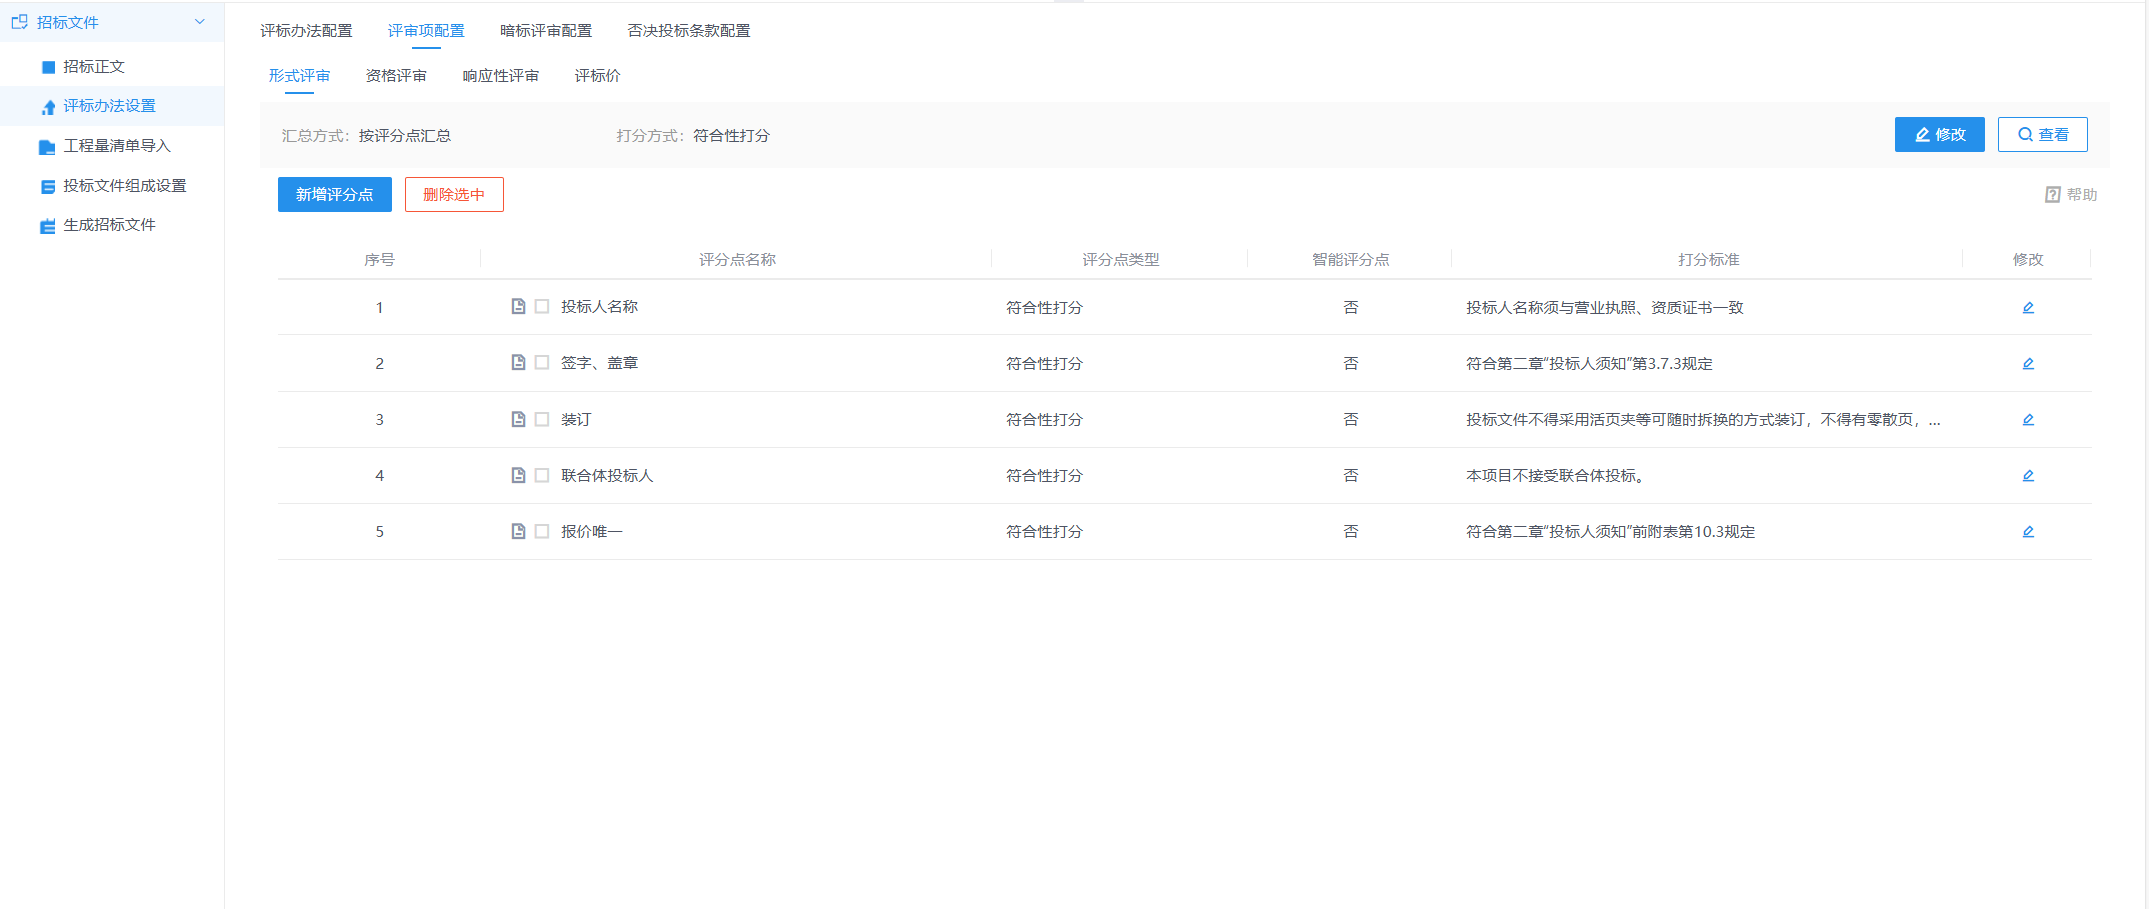 招标文件
招标正文
评标办法设置
工程量清单导入
投标文件组成设置
生成招标文件
评标办法配置 评审项配置 暗标评审配置 否决投标条款配置
形式评审 资格评审 响应性评审 评标价
汇总方式：按评分点汇总 打分方式：符合性打分 修改 查看
新增评分点 删除选中 帮助
序号 评分点名称 评分点类型 智能评分点 打分标准 修改
1 投标人名称 符合性打分 否 投标人名称须与营业执照、资质证书一致
2 签字、盖章 符合性打分 否 符合第二章“投标人须知”第3.7.3规定
3 装订 符合性打分 否 投标文件不得采用活页夹等可随时拆换的方式装订，不得有零散页，...
4 联合体投标人 符合性打分 否 本项目不接受联合体投标。
5 报价唯一 符合性打分 否 符合第二章“投标人须知”前附表第10.3规定